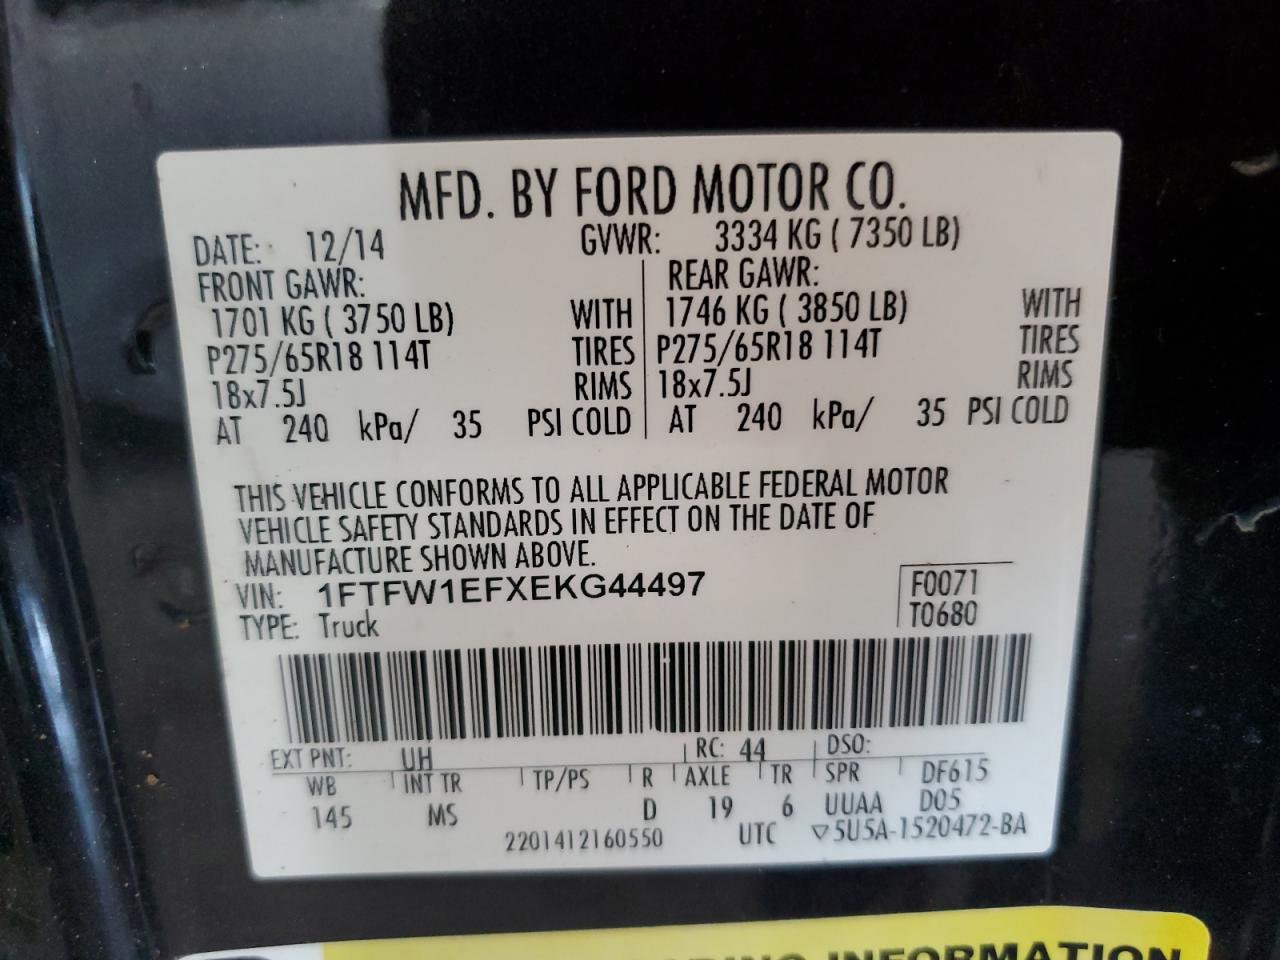 MFD. BY FORD MOTOR CO.
DATE: 12/14 GVWR: 3334 KG ( 7350 LB)
FRONT GAWR: REAR GAWR:
1701 KG ( 3750 LB) WITH 1746 KG ( 3850 LB) WITH
P275/65R18 114T TIRES P275/65R18 114T TIRES
18x7.5J RIMS 18x7.5J RIMS
AT 240 kPa/ 35 PSI COLD AT 240 kPa/ 35 PSI COLD
THIS VEHICLE CONFORMS TO ALL APPLICABLE FEDERAL MOTOR
VEHICLE SAFETY STANDARDS IN EFFECT ON THE DATE OF
MANUFACTURE SHOWN ABOVE.
VIN: 1FTFW1EFXEKG44497 F0071
TYPE: Truck T0680
EXT PNT: UH RC: 44 DSO:
WB INT TR TP/PS R AXLE TR SPR DF615
145 MS D 19 6 UUAA D05
2201412160550 UTC ▽5U5A-1520472-BA
INFORMATION